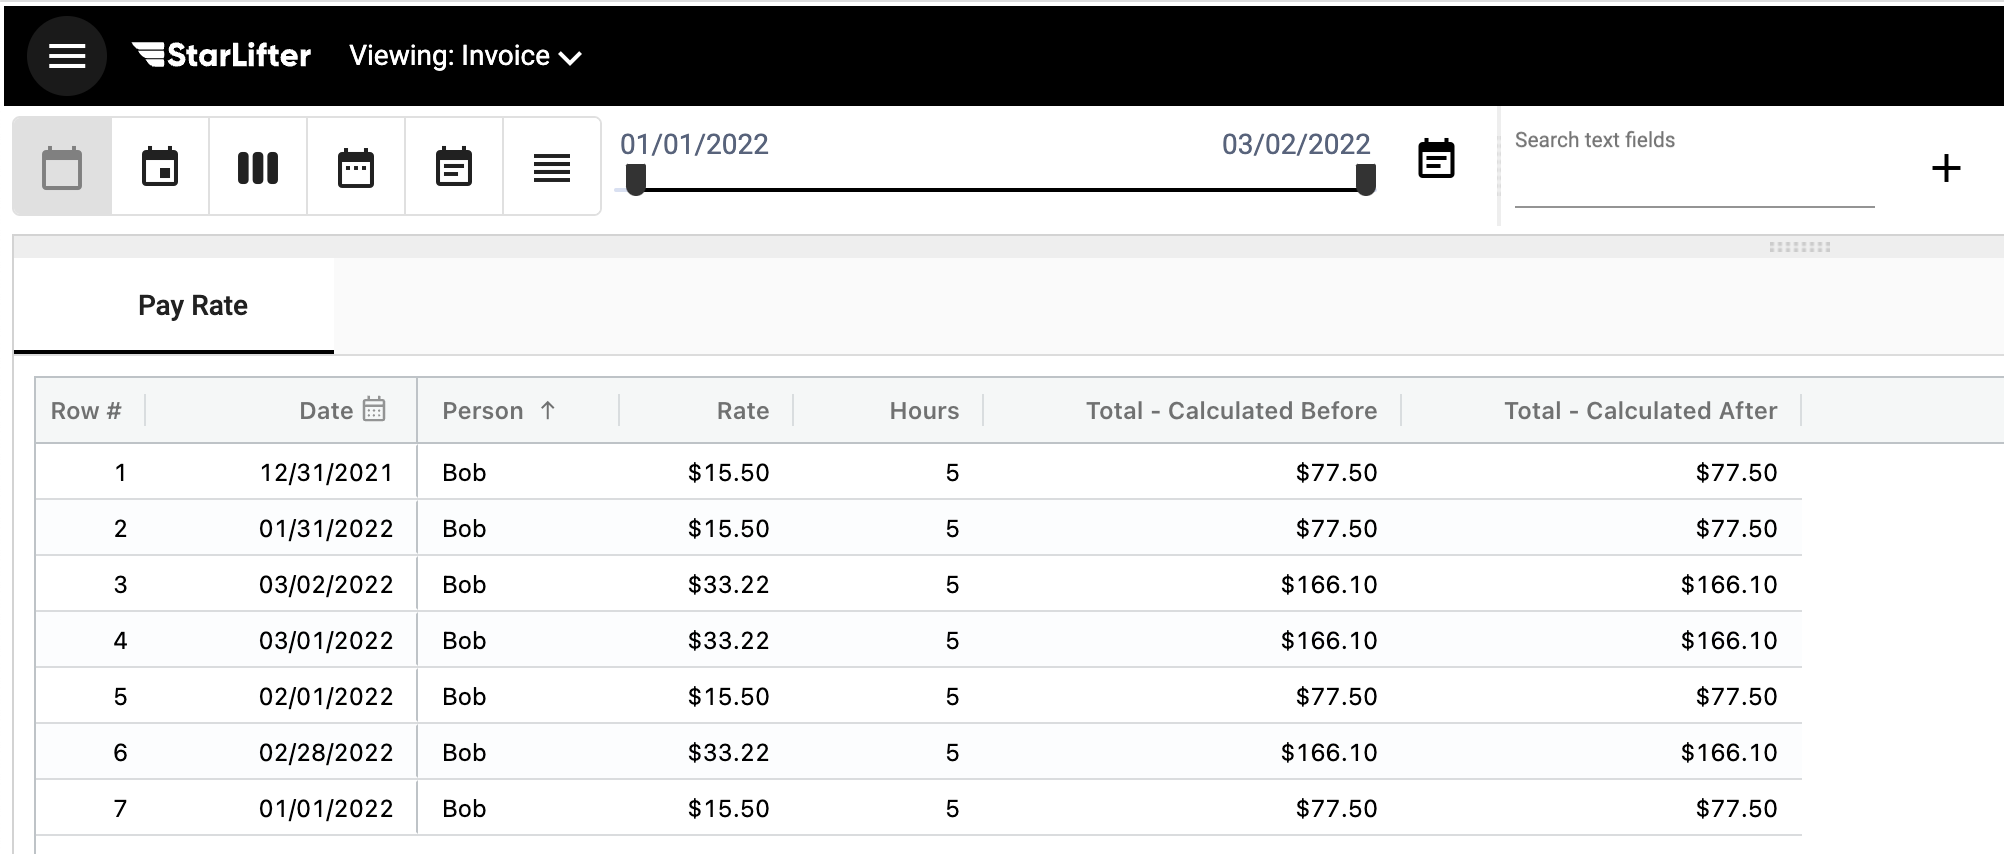 StarLifter Viewing: Invoice
01/01/2022 03/02/2022 Search text fields
Pay Rate
Row # Date Person Rate Hours Total - Calculated Before Total - Calculated After
1 12/31/2021 Bob $15.50 5 $77.50 $77.50
2 01/31/2022 Bob $15.50 5 $77.50 $77.50
3 03/02/2022 Bob $33.22 5 $166.10 $166.10
4 03/01/2022 Bob $33.22 5 $166.10 $166.10
5 02/01/2022 Bob $15.50 5 $77.50 $77.50
6 02/28/2022 Bob $33.22 5 $166.10 $166.10
7 01/01/2022 Bob $15.50 5 $77.50 $77.50